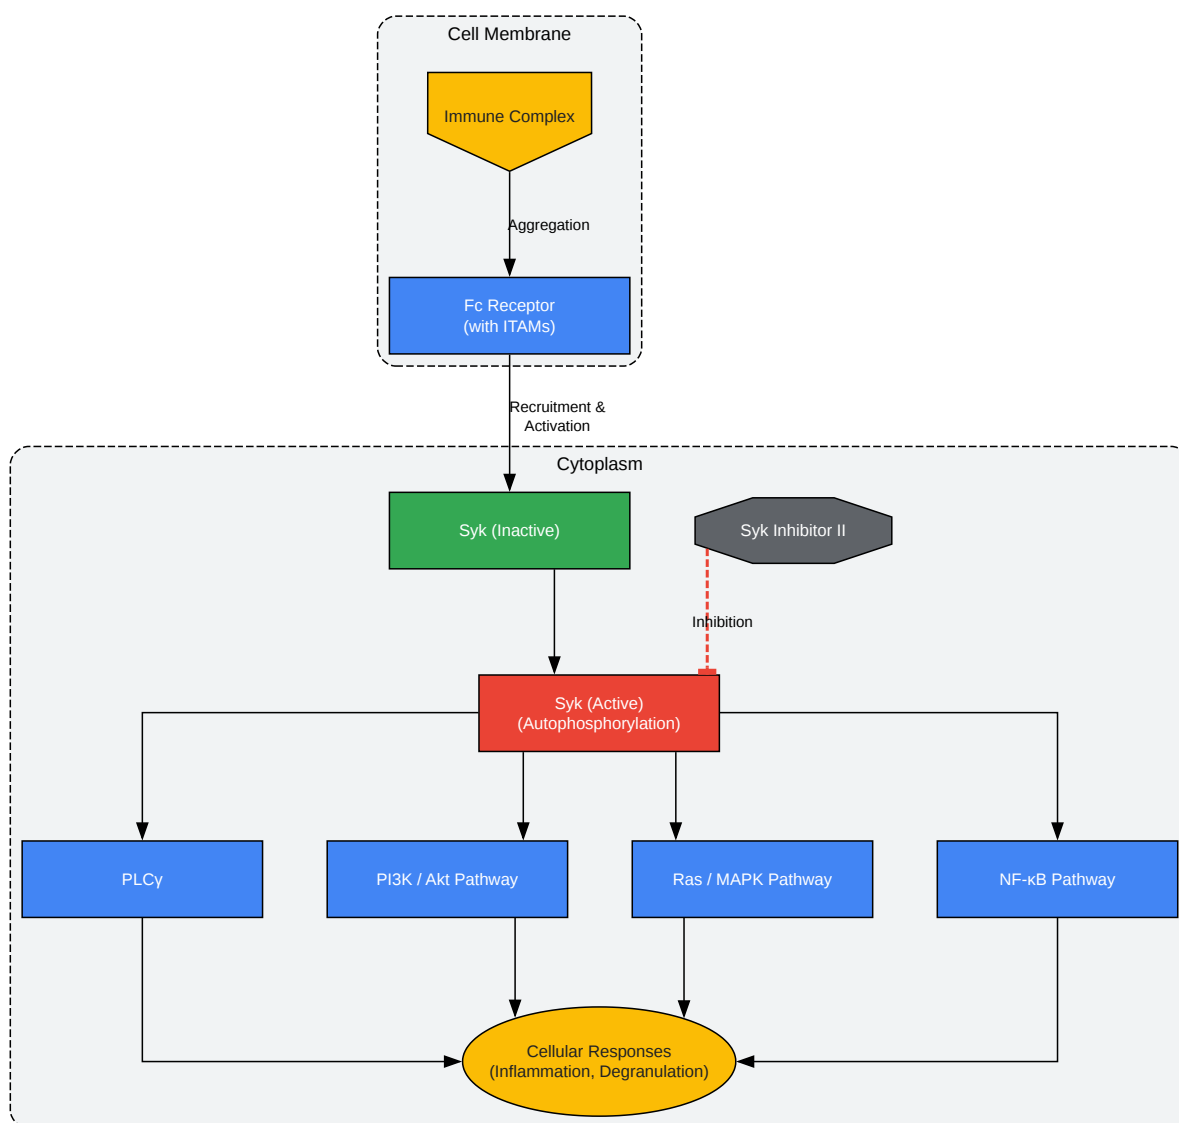 Cell Membrane
Immune Complex
Aggregation
Fc Receptor
(with ITAMs)
Recruitment &
Activation
Cytoplasm
Syk (Inactive)
Syk Inhibitor II
Inhibition
Syk (Active)
(Autophosphorylation)
PLCγ
PI3K / Akt Pathway
Ras / MAPK Pathway
NF-κB Pathway
Cellular Responses
(Inflammation, Degranulation)